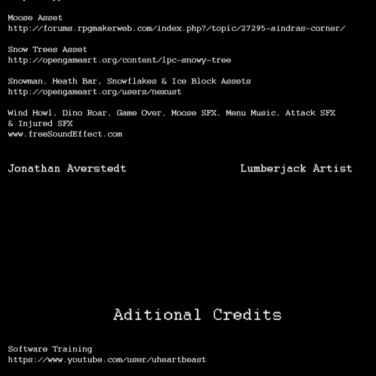 Moose Asset
http://forums.rpgmakerweb.com/index.php?/topic/27295-aindras-corner/
Snow Trees Asset
http://opengameart.org/content/lpc-snowy-tree
Snowman, Heath Bar, Snowflakes & Ice Block Assets
http://opengameart.org/users/nexust
Wind Howl, Dino Roar, Game Over, Moose SFX, Menu Music, Attack SFX
& Injured SFX
www.freeSoundEffect.com
Jonathan Averstedt Lumberjack Artist
Aditional Credits
Software Training
https://www.youtube.com/user/uheartbeast